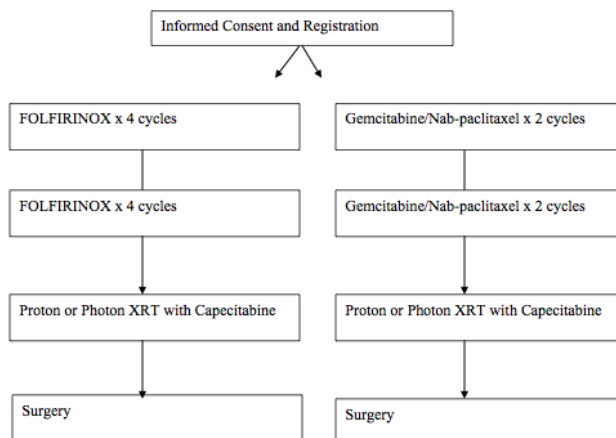 Informed Consent and Registration
FOLFIRINOX x 4 cycles
Gemcitabine/Nab-paclitaxel x 2 cycles
FOLFIRINOX x 4 cycles
Gemcitabine/Nab-paclitaxel x 2 cycles
Proton or Photon XRT with Capecitabine
Proton or Photon XRT with Capecitabine
Surgery
Surgery